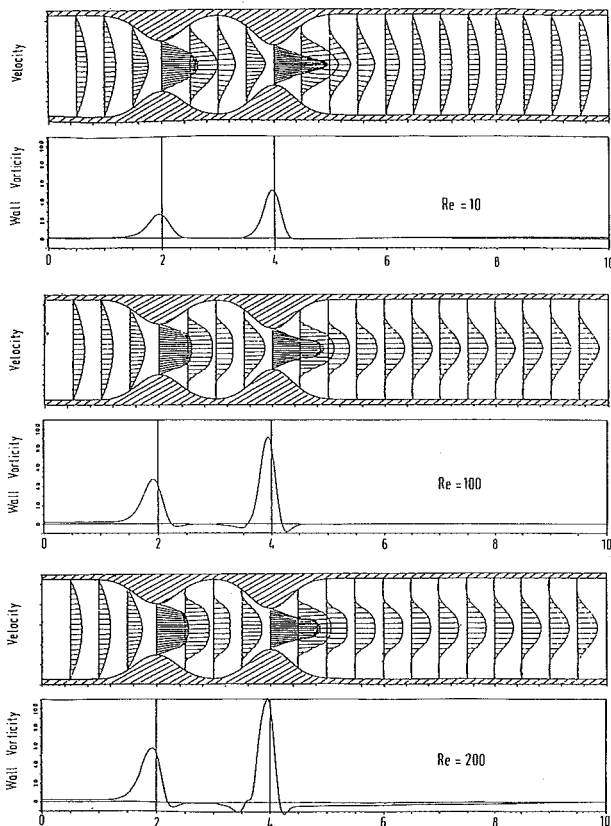 Velocity
Wall Vorticity
Re = 10
0 2 4 6 8 10
Velocity
Wall Vorticity
Re = 100
0 2 4 6 8 10
Velocity
Wall Vorticity
Re = 200
0 2 4 6 8 10